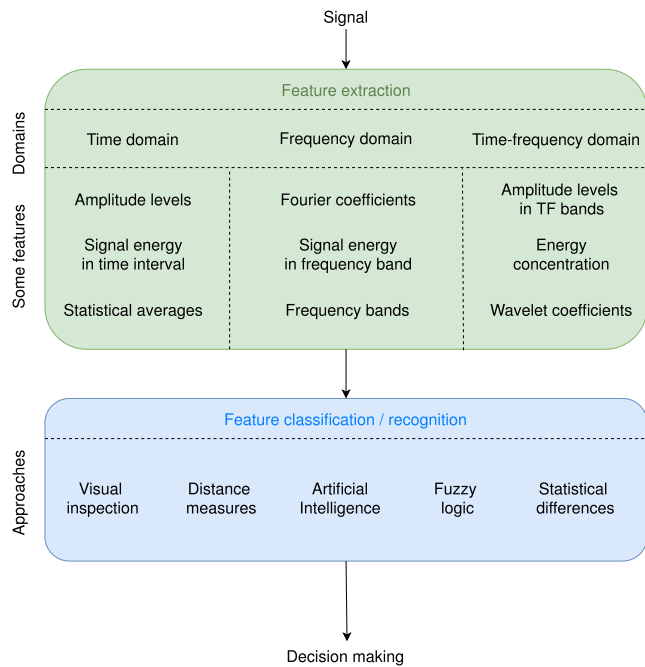 Signal
Feature extraction
Domains
Time domain
Frequency domain
Time-frequency domain
Some features
Amplitude levels
Fourier coefficients
Amplitude levels
in TF bands
Signal energy
in time interval
Signal energy
in frequency band
Energy
concentration
Statistical averages
Frequency bands
Wavelet coefficients
Feature classification / recognition
Approaches
Visual
inspection
Distance
measures
Artificial
Intelligence
Fuzzy
logic
Statistical
differences
Decision making